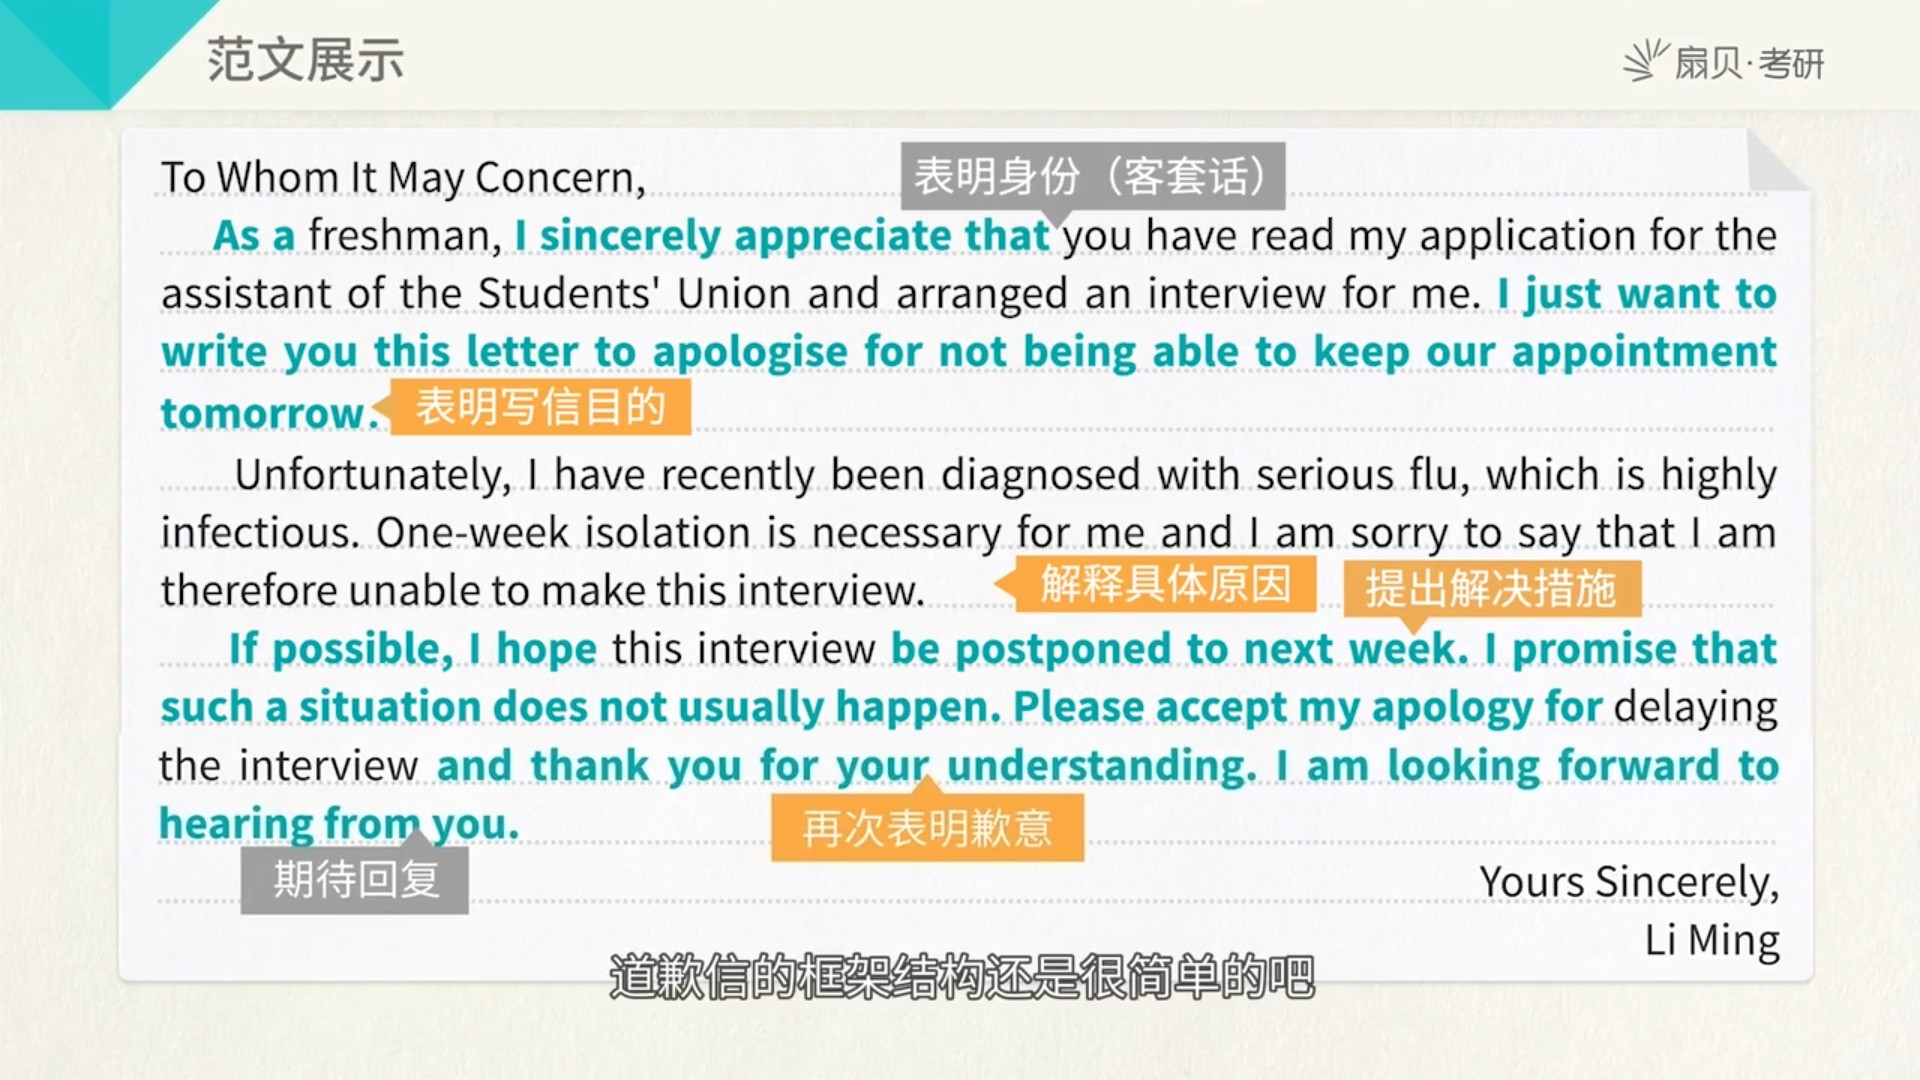 范文展示
扇贝·考研
To Whom It May Concern,
表明身份（客套话）
As a freshman, I sincerely appreciate that you have read my application for the
assistant of the Students' Union and arranged an interview for me. I just want to
write you this letter to apologise for not being able to keep our appointment
tomorrow.
表明写信目的
Unfortunately, I have recently been diagnosed with serious flu, which is highly
infectious. One-week isolation is necessary for me and I am sorry to say that I am
therefore unable to make this interview.
解释具体原因
提出解决措施
If possible, I hope this interview be postponed to next week. I promise that
such a situation does not usually happen. Please accept my apology for delaying
the interview and thank you for your understanding. I am looking forward to
hearing from you.
再次表明歉意
期待回复
Yours Sincerely,
Li Ming
道歉信的框架结构还是很简单的吧